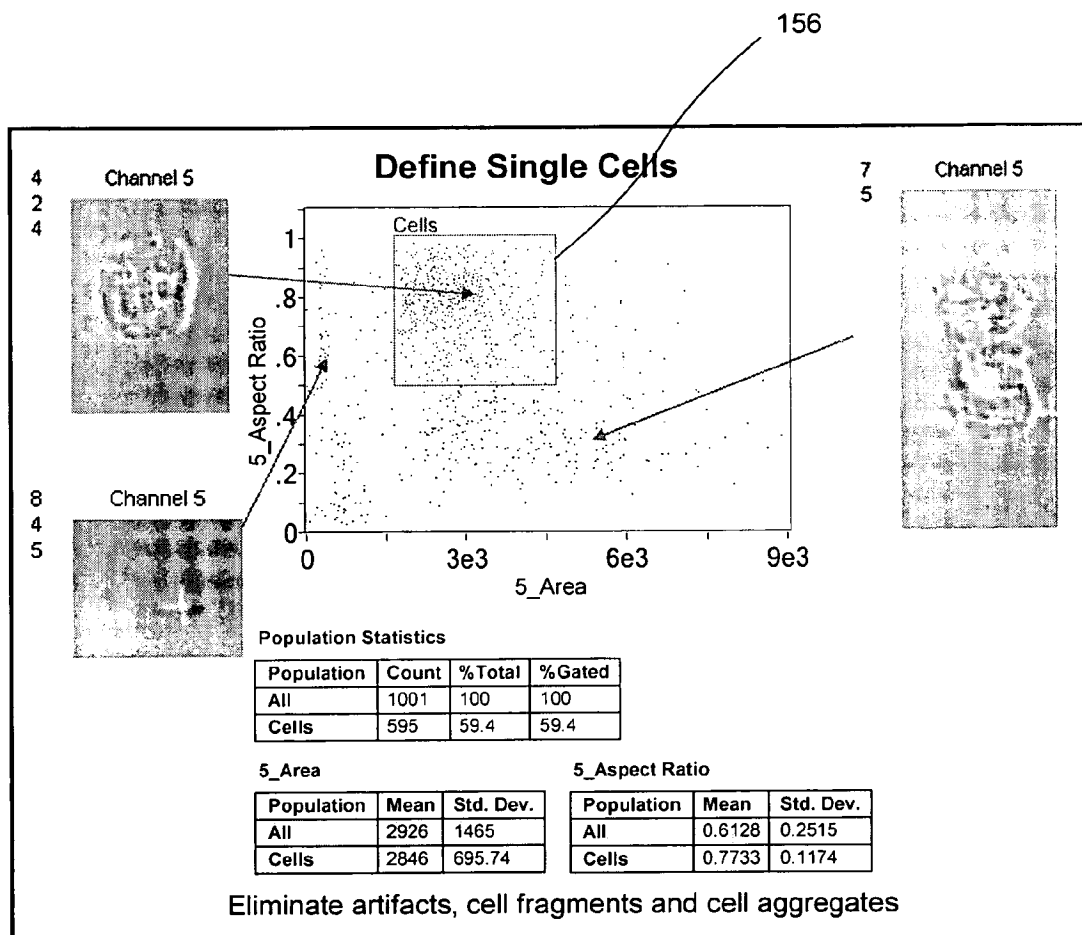 156
Define Single Cells
4
2
4
Channel 5
7
5
Channel 5
Cells
1
.8
.6
.4
.2
0
5_Aspect Ratio
8
4
5
Channel 5
0 3e3 6e3 9e3
5_Area
Population Statistics
Population Count %Total %Gated
All 1001 100 100
Cells 595 59.4 59.4
5_Area
Population Mean Std. Dev.
All 2926 1465
Cells 2846 695.74
5_Aspect Ratio
Population Mean Std. Dev.
All 0.6128 0.2515
Cells 0.7733 0.1174
Eliminate artifacts, cell fragments and cell aggregates